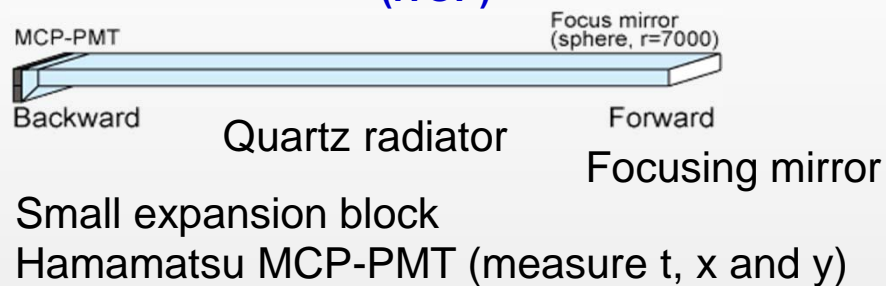 MCP-PMT
Focus mirror
(sphere, r=7000)
Backward
Quartz radiator
Forward
Focusing mirror
Small expansion block
Hamamatsu MCP-PMT (measure t, x and y)